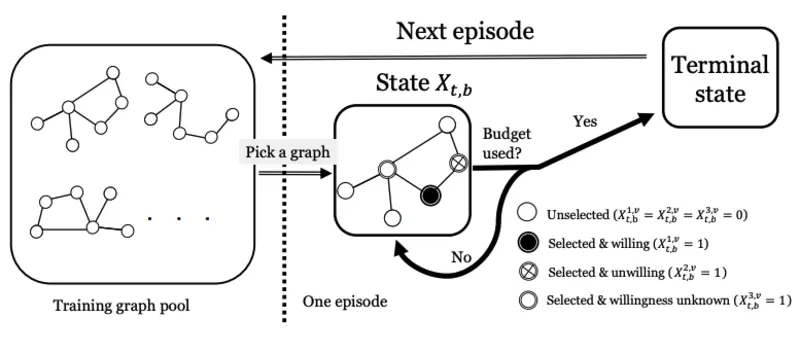 Next episode
Terminal
state
State X_{t,b}
Budget
used?
Yes
Pick a graph
No
Unselected (X_{t,b}^{1,v} = X_{t,b}^{2,v} = X_{t,b}^{3,v} = 0)
Selected & willing (X_{t,b}^{1,v} = 1)
Selected & unwilling (X_{t,b}^{2,v} = 1)
Selected & willingness unknown (X_{t,b}^{3,v} = 1)
. . .
Training graph pool
One episode